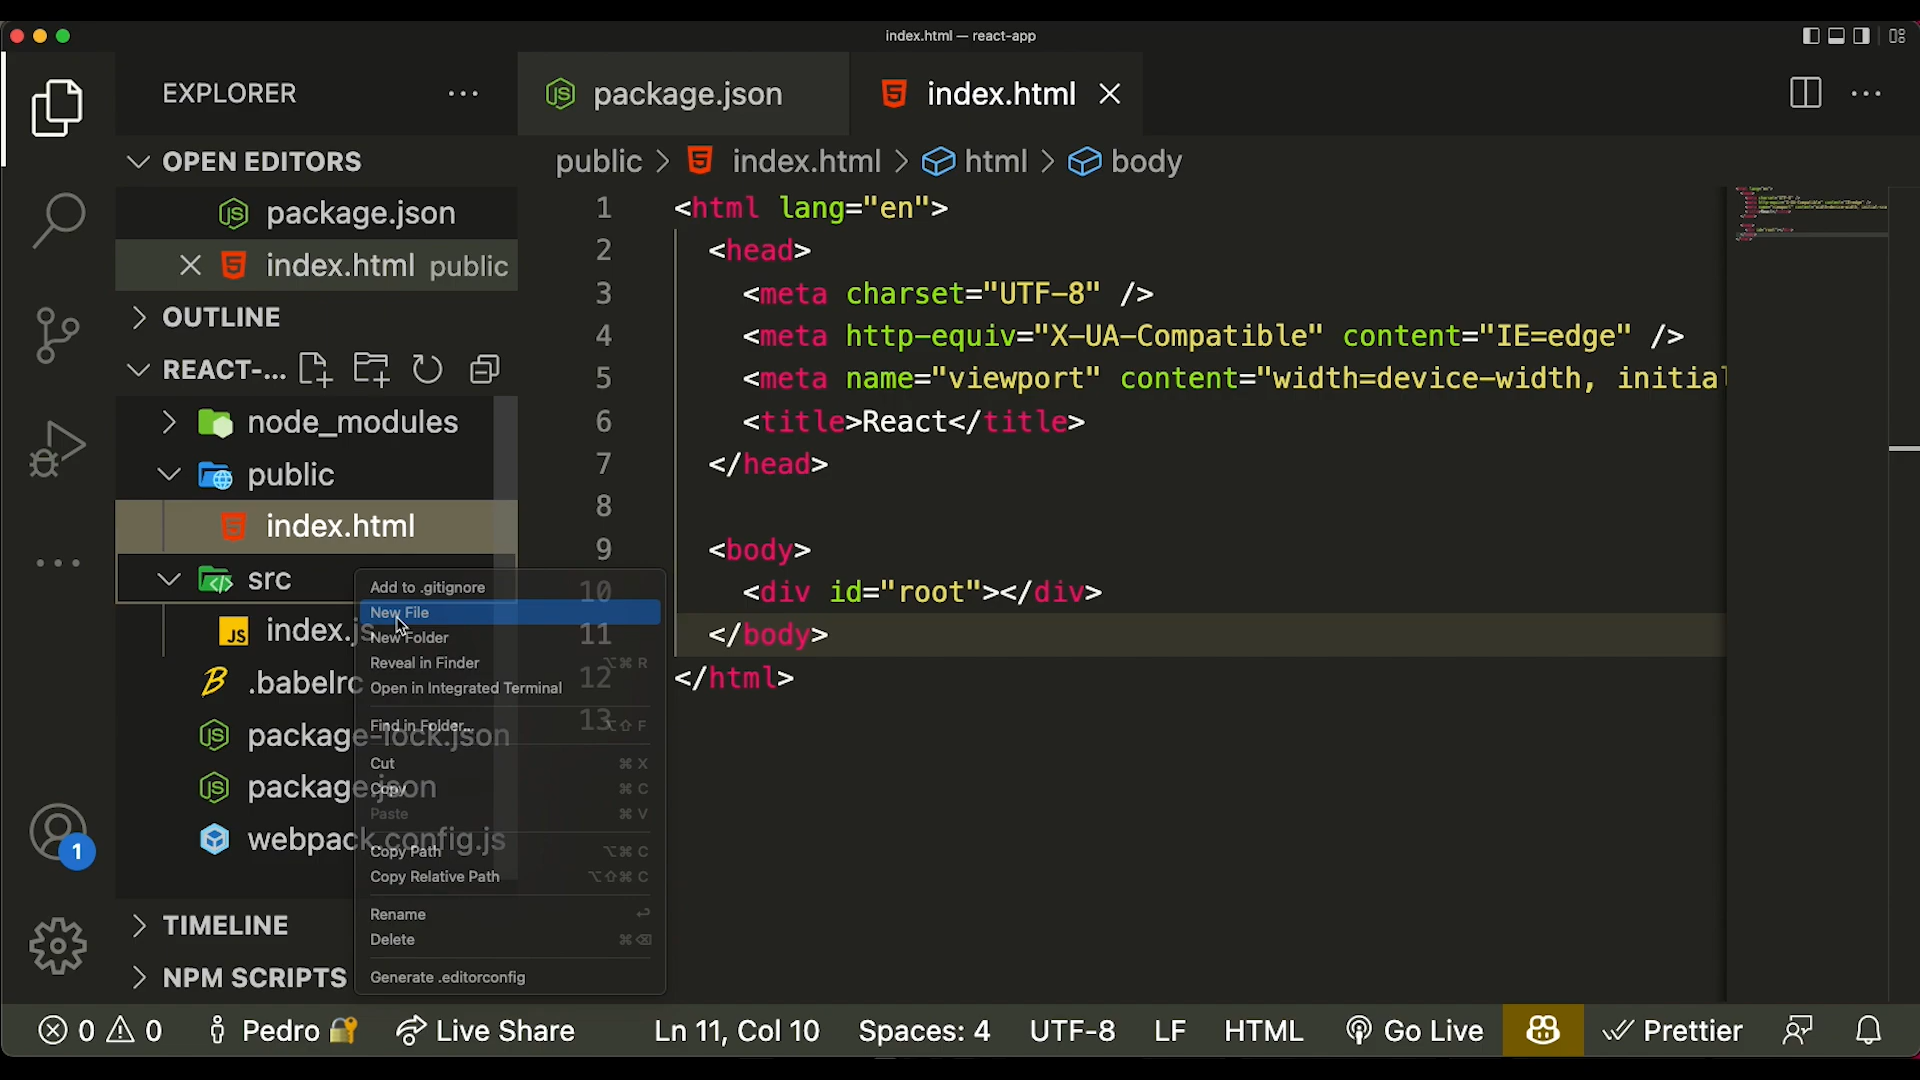 index.html — react-app
EXPLORER
package.json
index.html
OPEN EDITORS
package.json
index.html public
OUTLINE
REACT-...
node_modules
public
index.html
src
index.js
.babelrc
package-lock.json
package.json
webpack.config.js
TIMELINE
NPM SCRIPTS
1
Add to .gitignore
New File
New Folder
Reveal in Finder ⌥⌘ R
Open in Integrated Terminal
Find in Folder... ⌥⇧ F
Cut ⌘ X
Copy ⌘ C
Paste ⌘ V
Copy Path ⌥⌘ C
Copy Relative Path ⌥⇧⌘ C
Rename
Delete
Generate .editorconfig
public > index.html > html > body
1 <html lang="en">
2 <head>
3 <meta charset="UTF-8" />
4 <meta http-equiv="X-UA-Compatible" content="IE=edge" />
5 <meta name="viewport" content="width=device-width, initial
6 <title>React</title>
7 </head>
8
9 <body>
10 <div id="root"></div>
11 </body>
12 </html>
13
0 0 Pedro Live Share Ln 11, Col 10 Spaces: 4 UTF-8 LF HTML Go Live Prettier